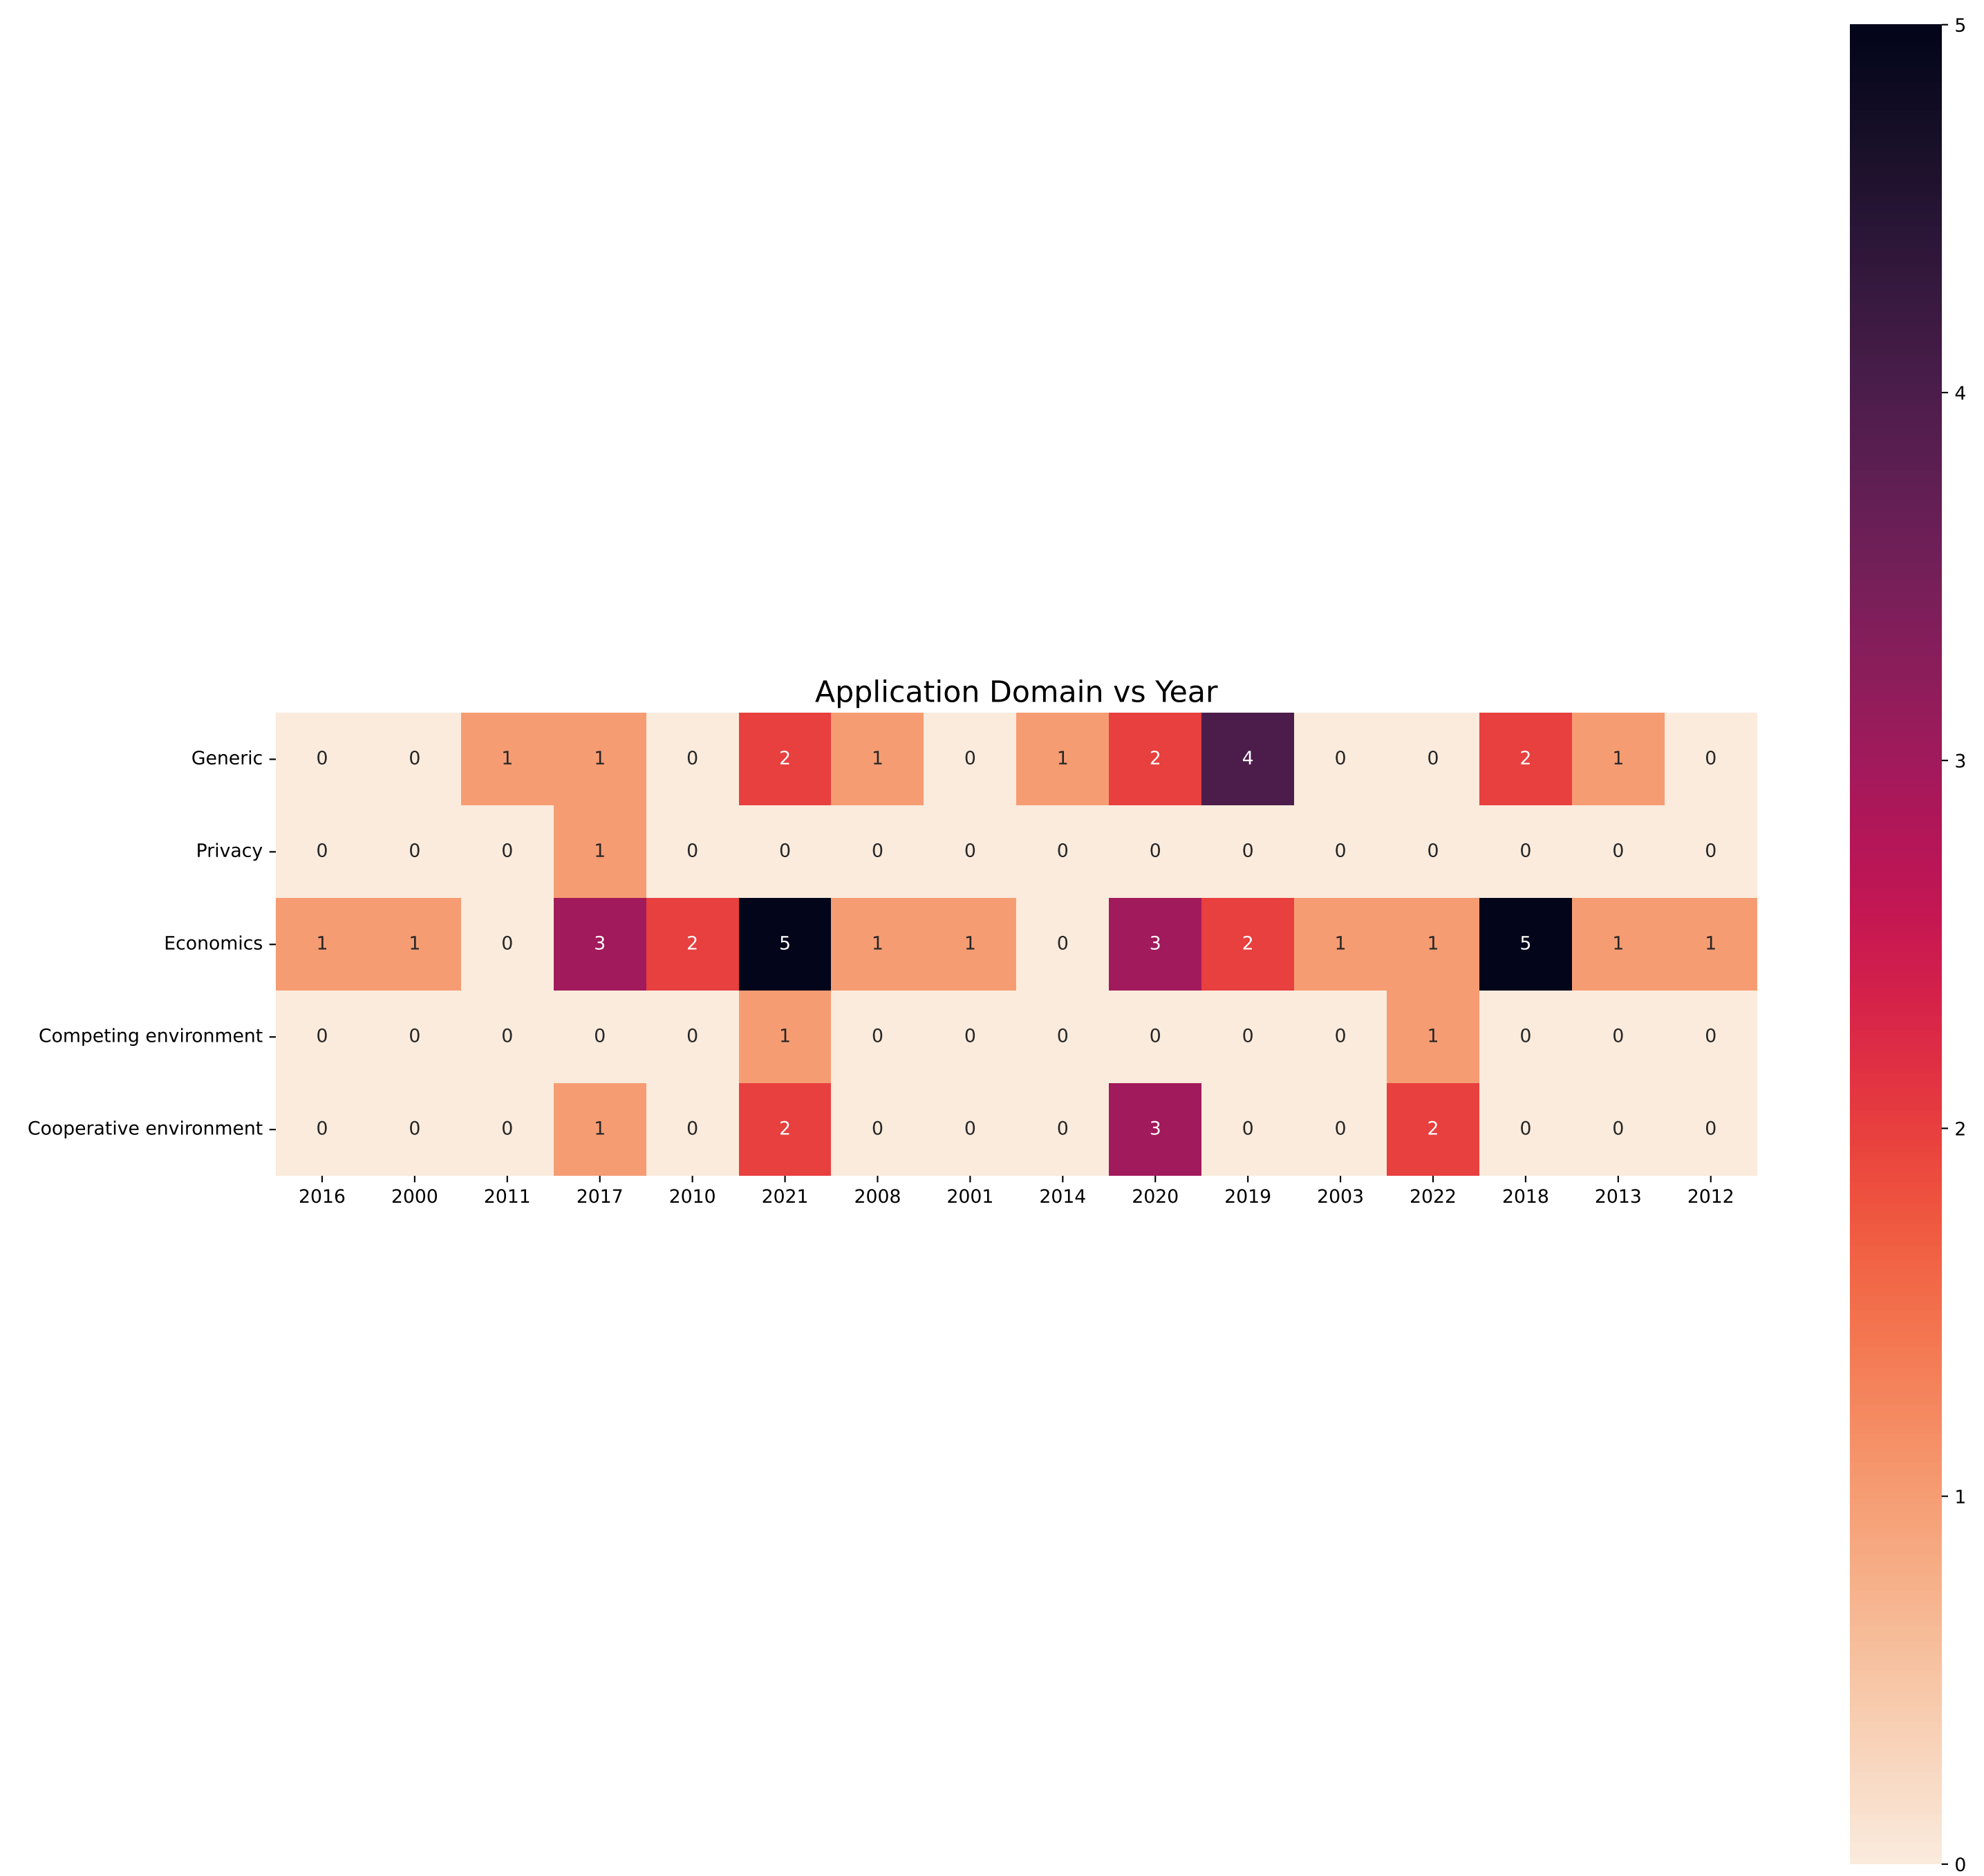 Application Domain vs Year
Generic 0 0 1 1 0 2 1 0 1 2 4 0 0 2 1 0
Privacy 0 0 0 1 0 0 0 0 0 0 0 0 0 0 0 0
Economics 1 1 0 3 2 5 1 1 0 3 2 1 1 5 1 1
Competing environment 0 0 0 0 0 1 0 0 0 0 0 0 1 0 0 0
Cooperative environment 0 0 0 1 0 2 0 0 0 3 0 0 2 0 0 0
2016 2000 2011 2017 2010 2021 2008 2001 2014 2020 2019 2003 2022 2018 2013 2012
5
4
3
2
1
0